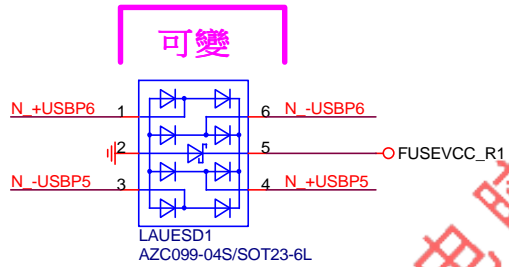 可變
N_+USBP6 1 6 N_-USBP6
2 5 FUSEVCC_R1
N_-USBP5 3 4 N_+USBP5
LAUESD1
AZC099-04S/SOT23-6L